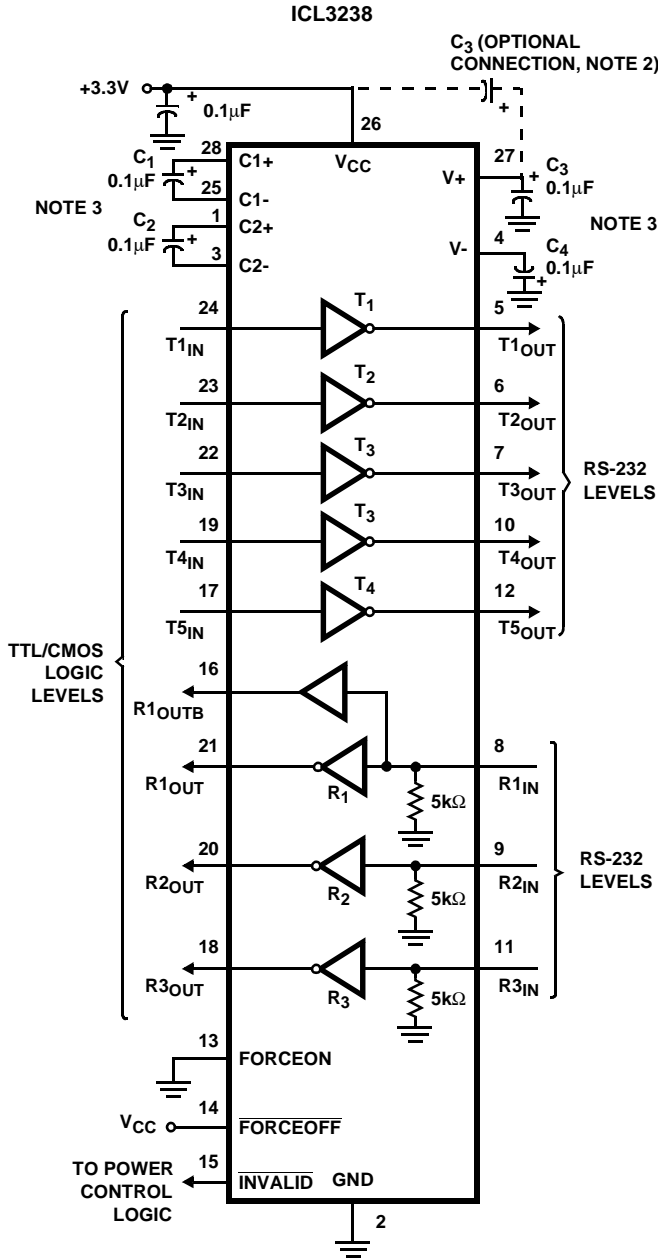 ICL3238
C3 (OPTIONAL
CONNECTION, NOTE 2)
+3.3V
+
0.1μF
+
26
VCC
28
C1+
C1
0.1μF
+
25
C1-
NOTE 3
1
C2+
C2
0.1μF
+
3
C2-
27
V+
+
C3
0.1μF
NOTE 3
4
V-
C4
0.1μF
+
24
T1IN
T1
5
T1OUT
23
T2IN
T2
6
T2OUT
22
T3IN
T3
7
T3OUT
RS-232
LEVELS
19
T4IN
T3
10
T4OUT
17
T5IN
T4
12
T5OUT
TTL/CMOS
LOGIC
LEVELS
16
R1OUTB
21
R1OUT
R1
5kΩ
8
R1IN
20
R2OUT
R2
5kΩ
9
R2IN
RS-232
LEVELS
18
R3OUT
R3
5kΩ
11
R3IN
13
FORCEON
14
VCC
FORCEOFF
15
TO POWER
CONTROL
LOGIC
INVALID
GND
2